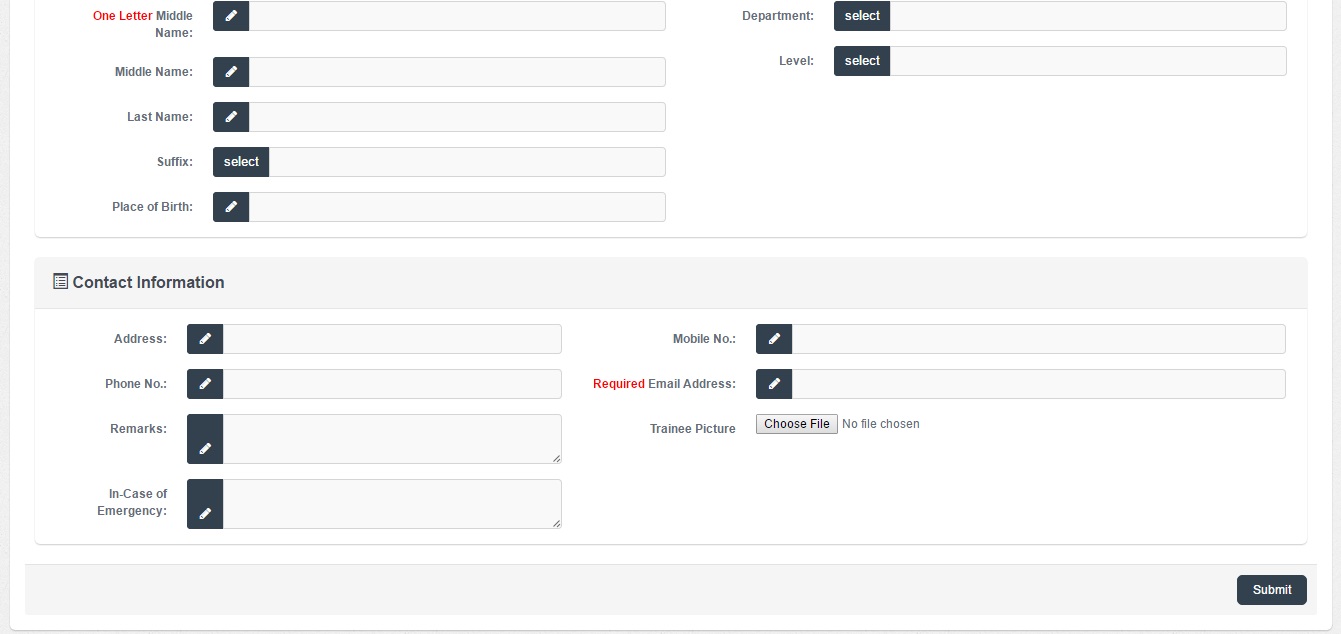 One Letter Middle
Name:
Middle Name:
Last Name:
Suffix: select
Place of Birth:
Department: select
Level: select
Contact Information
Address:
Phone No.:
Remarks:
In-Case of
Emergency:
Mobile No.:
Required Email Address:
Trainee Picture Choose File No file chosen
Submit